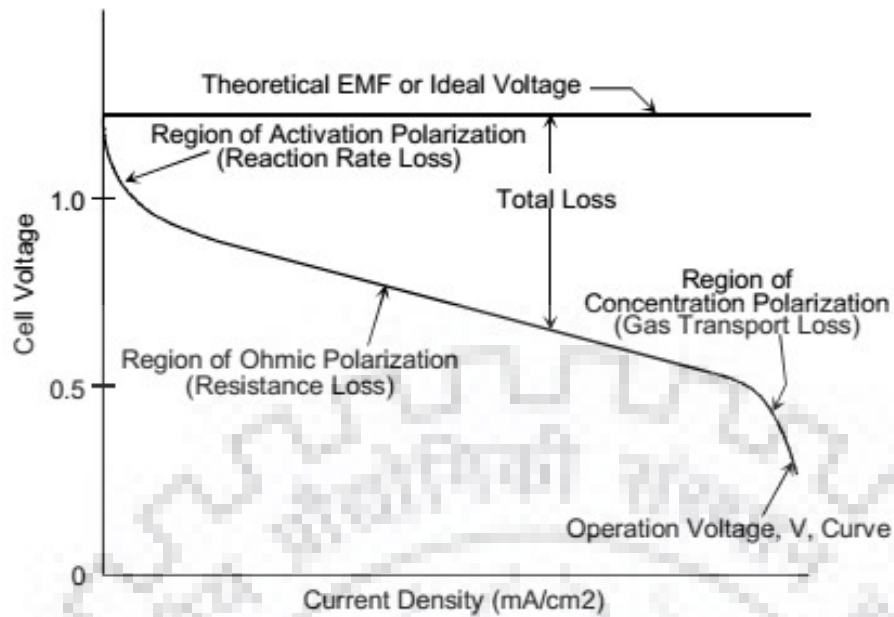 Theoretical EMF or Ideal Voltage
Region of Activation Polarization
(Reaction Rate Loss)
1.0
Total Loss
Cell Voltage
Region of
Concentration Polarization
(Gas Transport Loss)
Region of Ohmic Polarization
(Resistance Loss)
0.5
Operation Voltage, V, Curve
0
Current Density (mA/cm2)